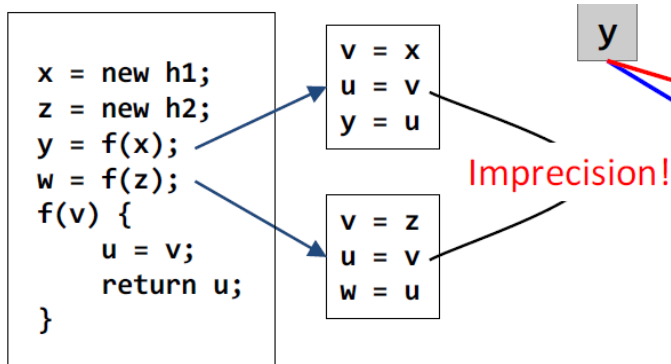 x = new h1;
z = new h2;
y = f(x);
w = f(z);
f(v) {
    u = v;
    return u;
}
v = x
u = v
y = u
v = z
u = v
w = u
y
Imprecision!